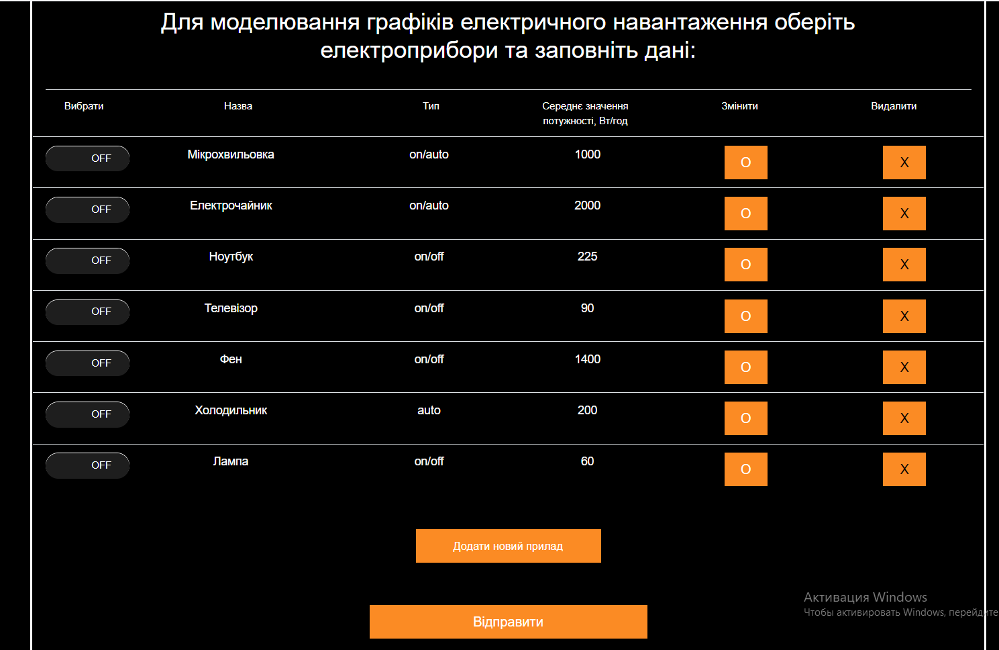 Для моделювання графіків електричного навантаження оберіть
електроприбори та заповніть дані:
Вибрати Назва Тип Середнє значення Змінити Видалити
потужності, Вт/год
OFF Мікрохвильовка on/auto 1000 O X
OFF Електрочайник on/auto 2000 O X
OFF Ноутбук on/off 225 O X
OFF Телевізор on/off 90 O X
OFF Фен on/off 1400 O X
OFF Холодильник auto 200 O X
OFF Лампа on/off 60 O X
Додати новий прилад
Активация Windows
Чтобы активировать Windows, перейдите
Відправити